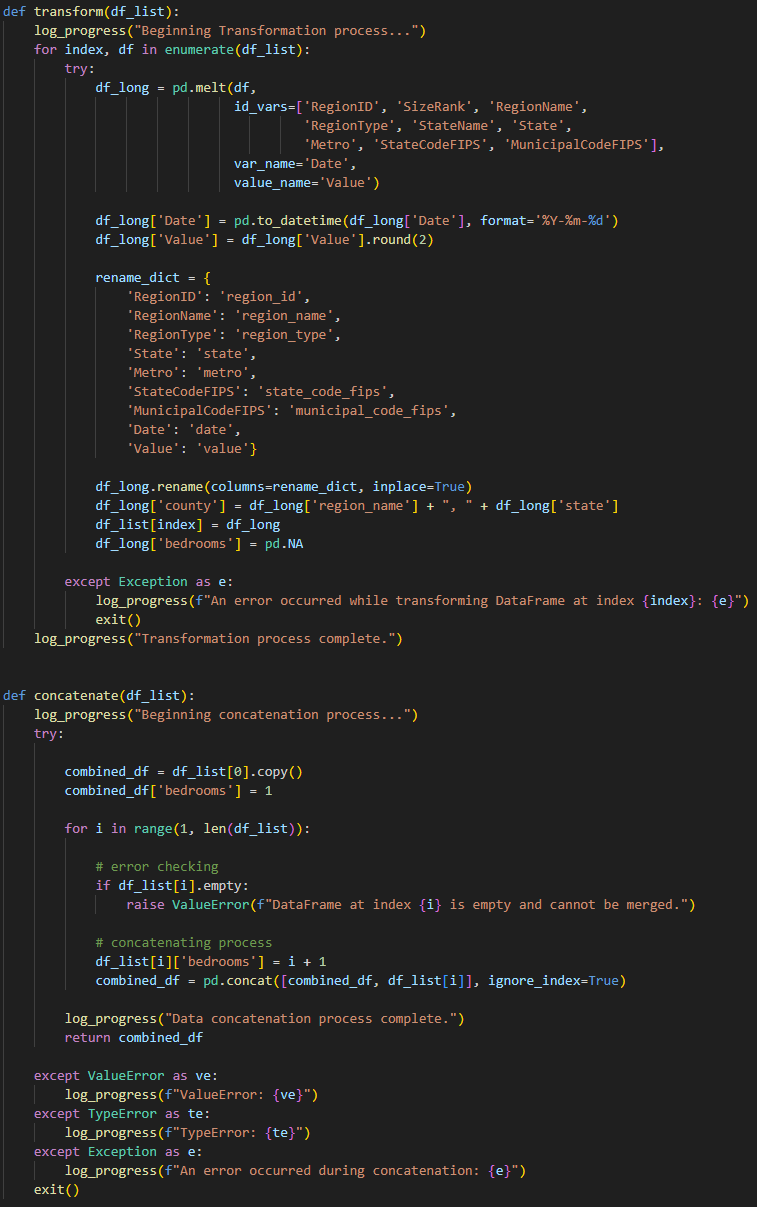 def transform(df_list):
    log_progress("Beginning Transformation process...")
    for index, df in enumerate(df_list):
        try:
            df_long = pd.melt(df,
                              id_vars=['RegionID', 'SizeRank', 'RegionName',
                                       'RegionType', 'StateName', 'State',
                                       'Metro', 'StateCodeFIPS', 'MunicipalCodeFIPS'],
                              var_name='Date',
                              value_name='Value')
            df_long['Date'] = pd.to_datetime(df_long['Date'], format='%Y-%m-%d')
            df_long['Value'] = df_long['Value'].round(2)
            rename_dict = {
                'RegionID': 'region_id',
                'RegionName': 'region_name',
                'RegionType': 'region_type',
                'State': 'state',
                'Metro': 'metro',
                'StateCodeFIPS': 'state_code_fips',
                'MunicipalCodeFIPS': 'municipal_code_fips',
                'Date': 'date',
                'Value': 'value'}
            df_long.rename(columns=rename_dict, inplace=True)
            df_long['county'] = df_long['region_name'] + ", " + df_long['state']
            df_list[index] = df_long
            df_long['bedrooms'] = pd.NA
        except Exception as e:
            log_progress(f"An error occurred while transforming DataFrame at index {index}: {e}")
            exit()
    log_progress("Transformation process complete.")
def concatenate(df_list):
    log_progress("Beginning concatenation process...")
    try:
        combined_df = df_list[0].copy()
        combined_df['bedrooms'] = 1
        for i in range(1, len(df_list)):
            # error checking
            if df_list[i].empty:
                raise ValueError(f"DataFrame at index {i} is empty and cannot be merged.")
            # concatenating process
            df_list[i]['bedrooms'] = i + 1
            combined_df = pd.concat([combined_df, df_list[i]], ignore_index=True)
        log_progress("Data concatenation process complete.")
        return combined_df
    except ValueError as ve:
        log_progress(f"ValueError: {ve}")
    except TypeError as te:
        log_progress(f"TypeError: {te}")
    except Exception as e:
        log_progress(f"An error occurred during concatenation: {e}")
    exit()